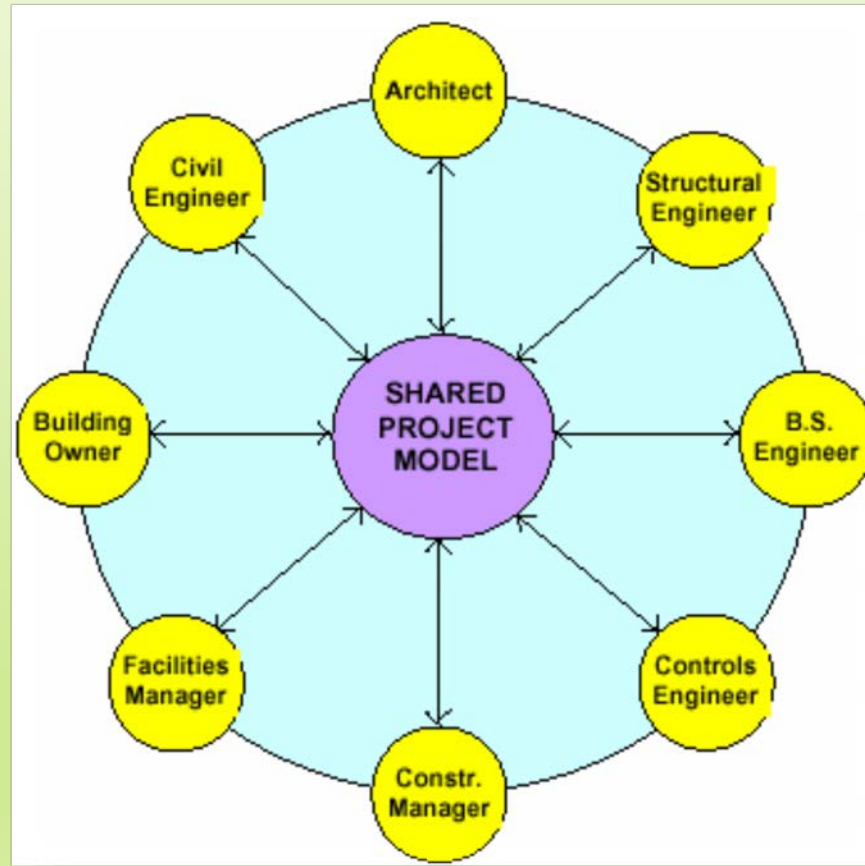 Architect
Civil
Engineer
Structural
Engineer
Building
Owner
SHARED
PROJECT
MODEL
B.S.
Engineer
Facilities
Manager
Controls
Engineer
Constr.
Manager